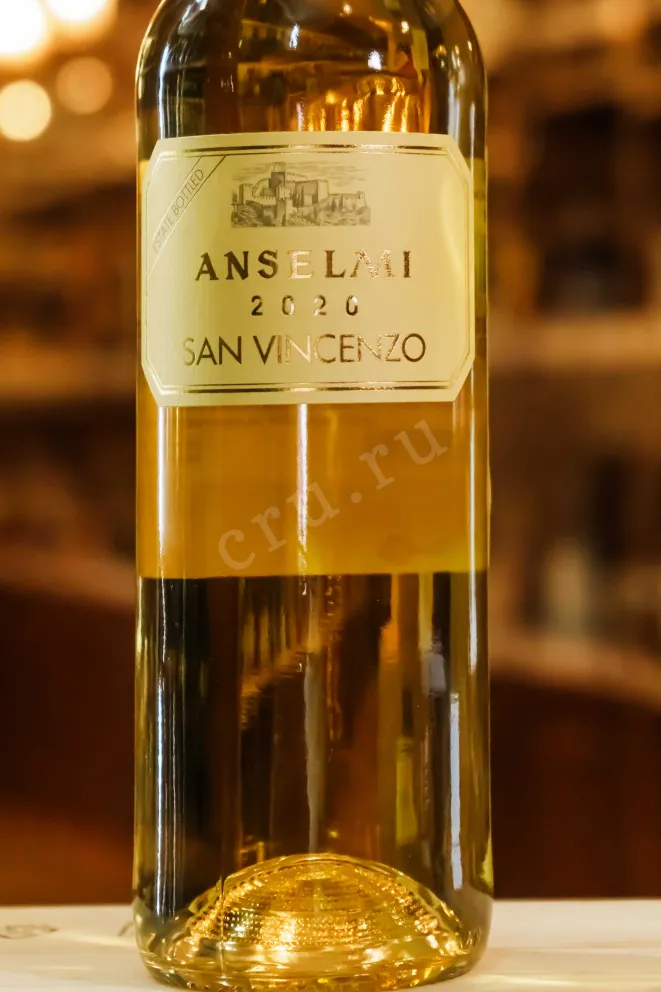 ESTATE BOTTLED
ANSELMI
2020
SAN VINCENZO
cru.ru